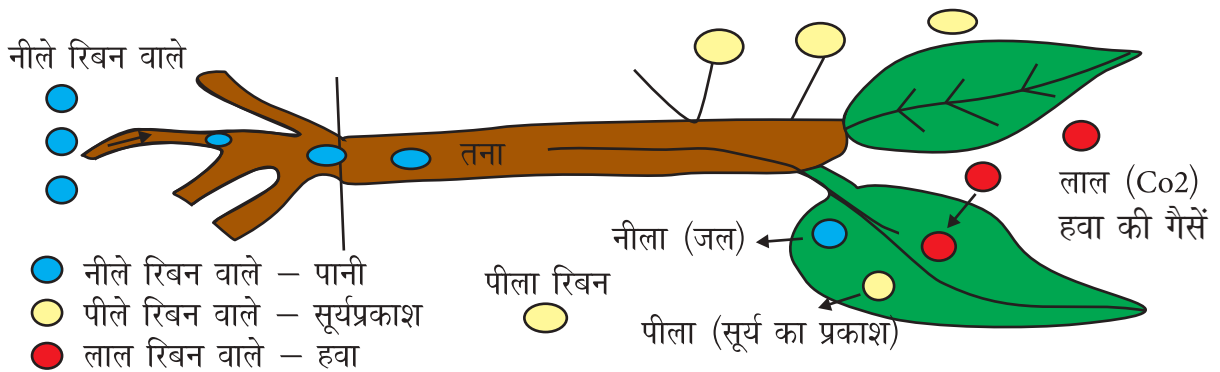 नीले रिबन वाले
तना
लाल (Co2)
हवा की गैसें
नीला (जल)
पीला रिबन
पीला (सूर्य का प्रकाश)
नीले रिबन वाले – पानी
पीले रिबन वाले – सूर्यप्रकाश
लाल रिबन वाले – हवा